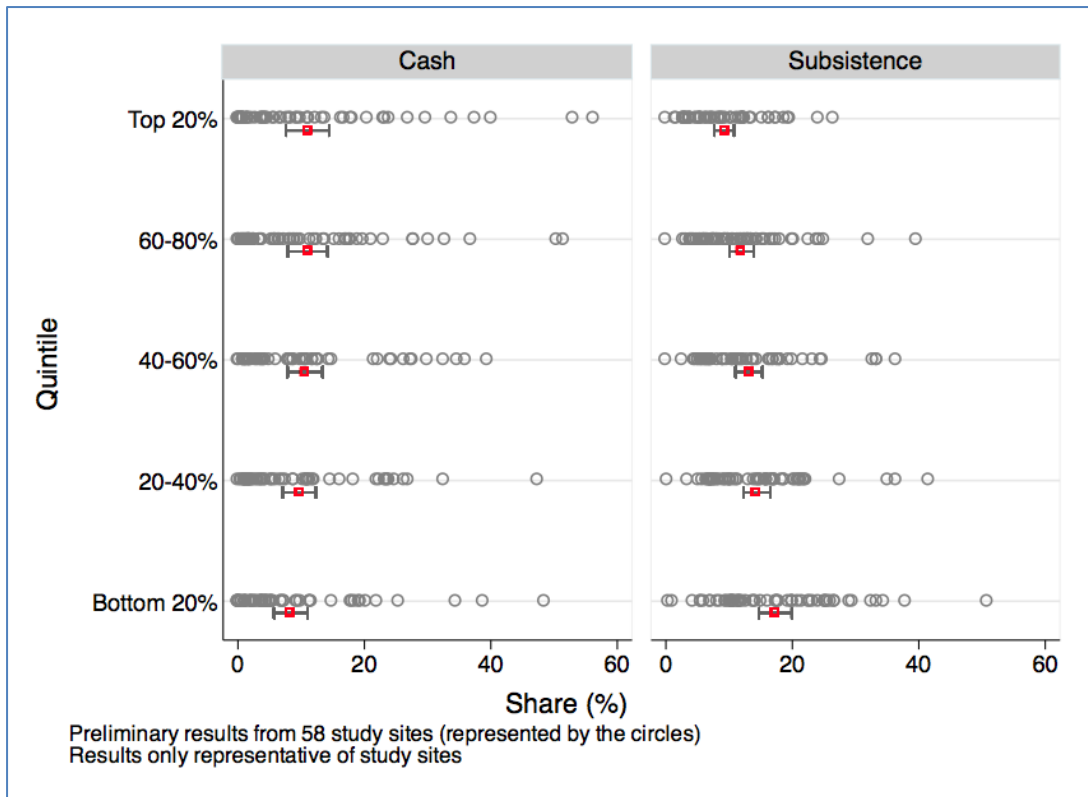 Cash
Subsistence
Quintile
Top 20%
60-80%
40-60%
20-40%
Bottom 20%
0 20 40 60
0 20 40 60
Share (%)
Preliminary results from 58 study sites (represented by the circles)
Results only representative of study sites